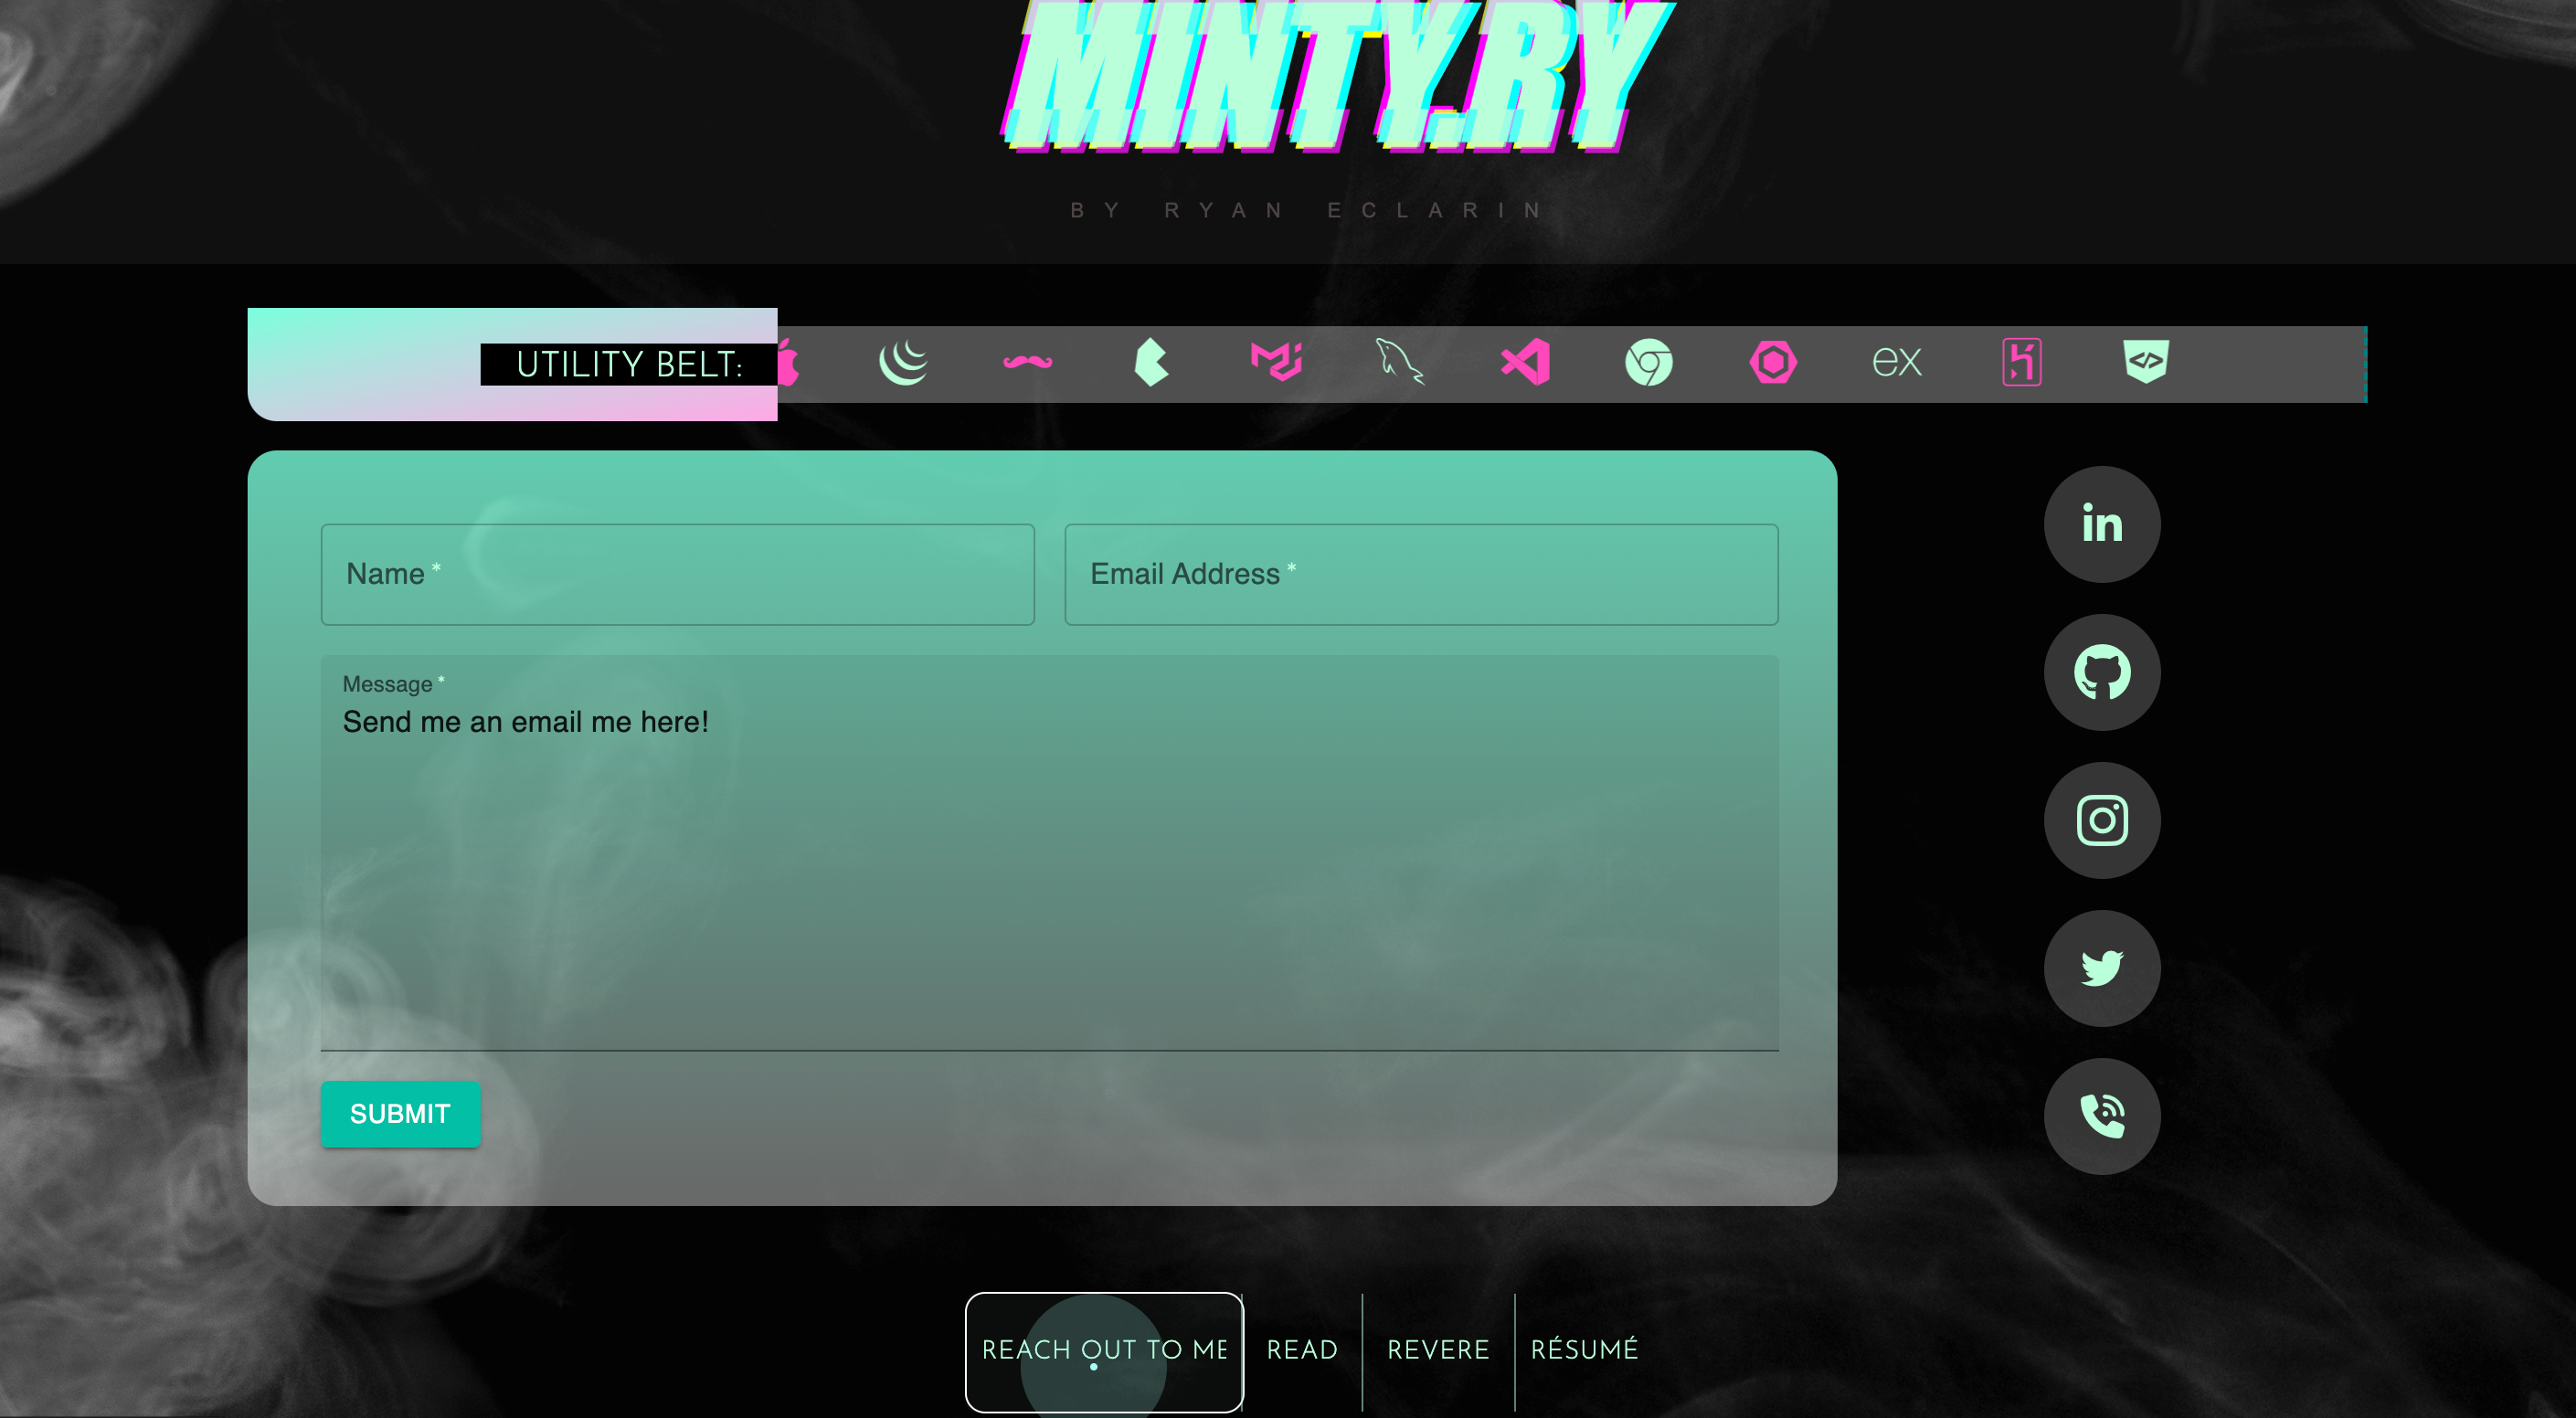 MINTY.RY
BY RYAN ECLARIN
UTILITY BELT:
ex
Name *
Email Address *
Message *
Send me an email me here!
SUBMIT
in
REACH OUT TO ME
READ
REVERE
RÉSUMÉ